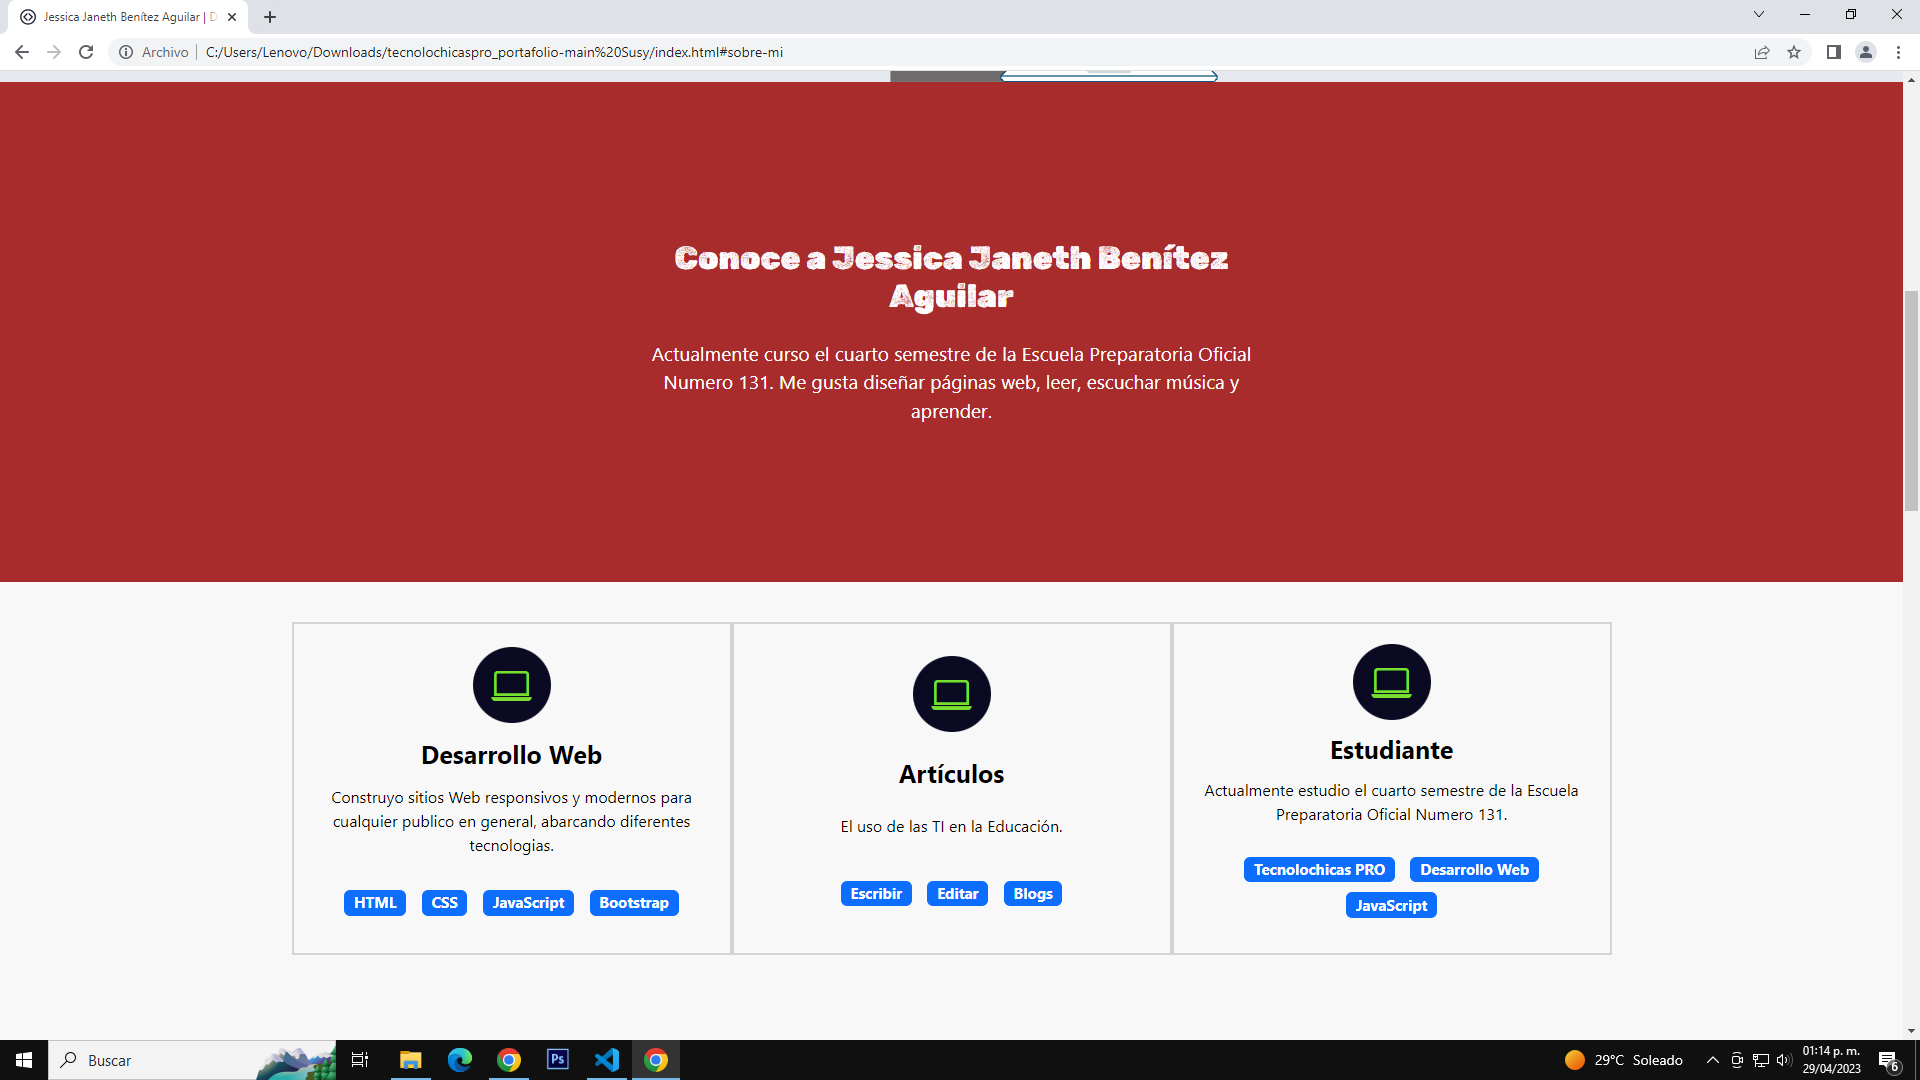 Jessica Janeth Benítez Aguilar | D
Archivo
C:/Users/Lenovo/Downloads/tecnolochicaspro_portafolio-main%20Susy/index.html#sobre-mi
Conoce a Jessica Janeth Benítez
Aguilar
Actualmente curso el cuarto semestre de la Escuela Preparatoria Oficial
Numero 131. Me gusta diseñar páginas web, leer, escuchar música y
aprender.
Desarrollo Web
Construyo sitios Web responsivos y modernos para
cualquier publico en general, abarcando diferentes
tecnologias.
HTML CSS JavaScript Bootstrap
Artículos
El uso de las TI en la Educación.
Escribir Editar Blogs
Estudiante
Actualmente estudio el cuarto semestre de la Escuela
Preparatoria Oficial Numero 131.
Tecnolochicas PRO Desarrollo Web
JavaScript
Buscar
Ps
29°C Soleado
01:14 p. m.
29/04/2023
6